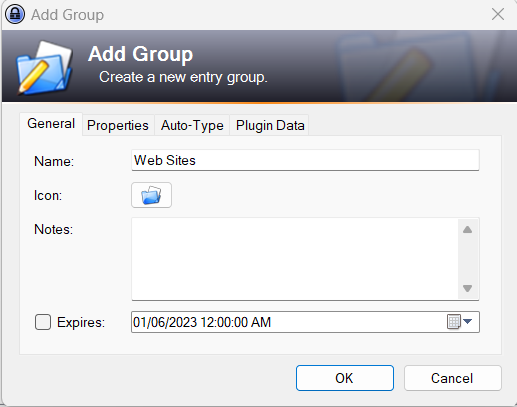 Add Group
Add Group
Create a new entry group.
General Properties Auto-Type Plugin Data
Name: Web Sites
Icon:
Notes:
Expires: 01/06/2023 12:00:00 AM
OK Cancel